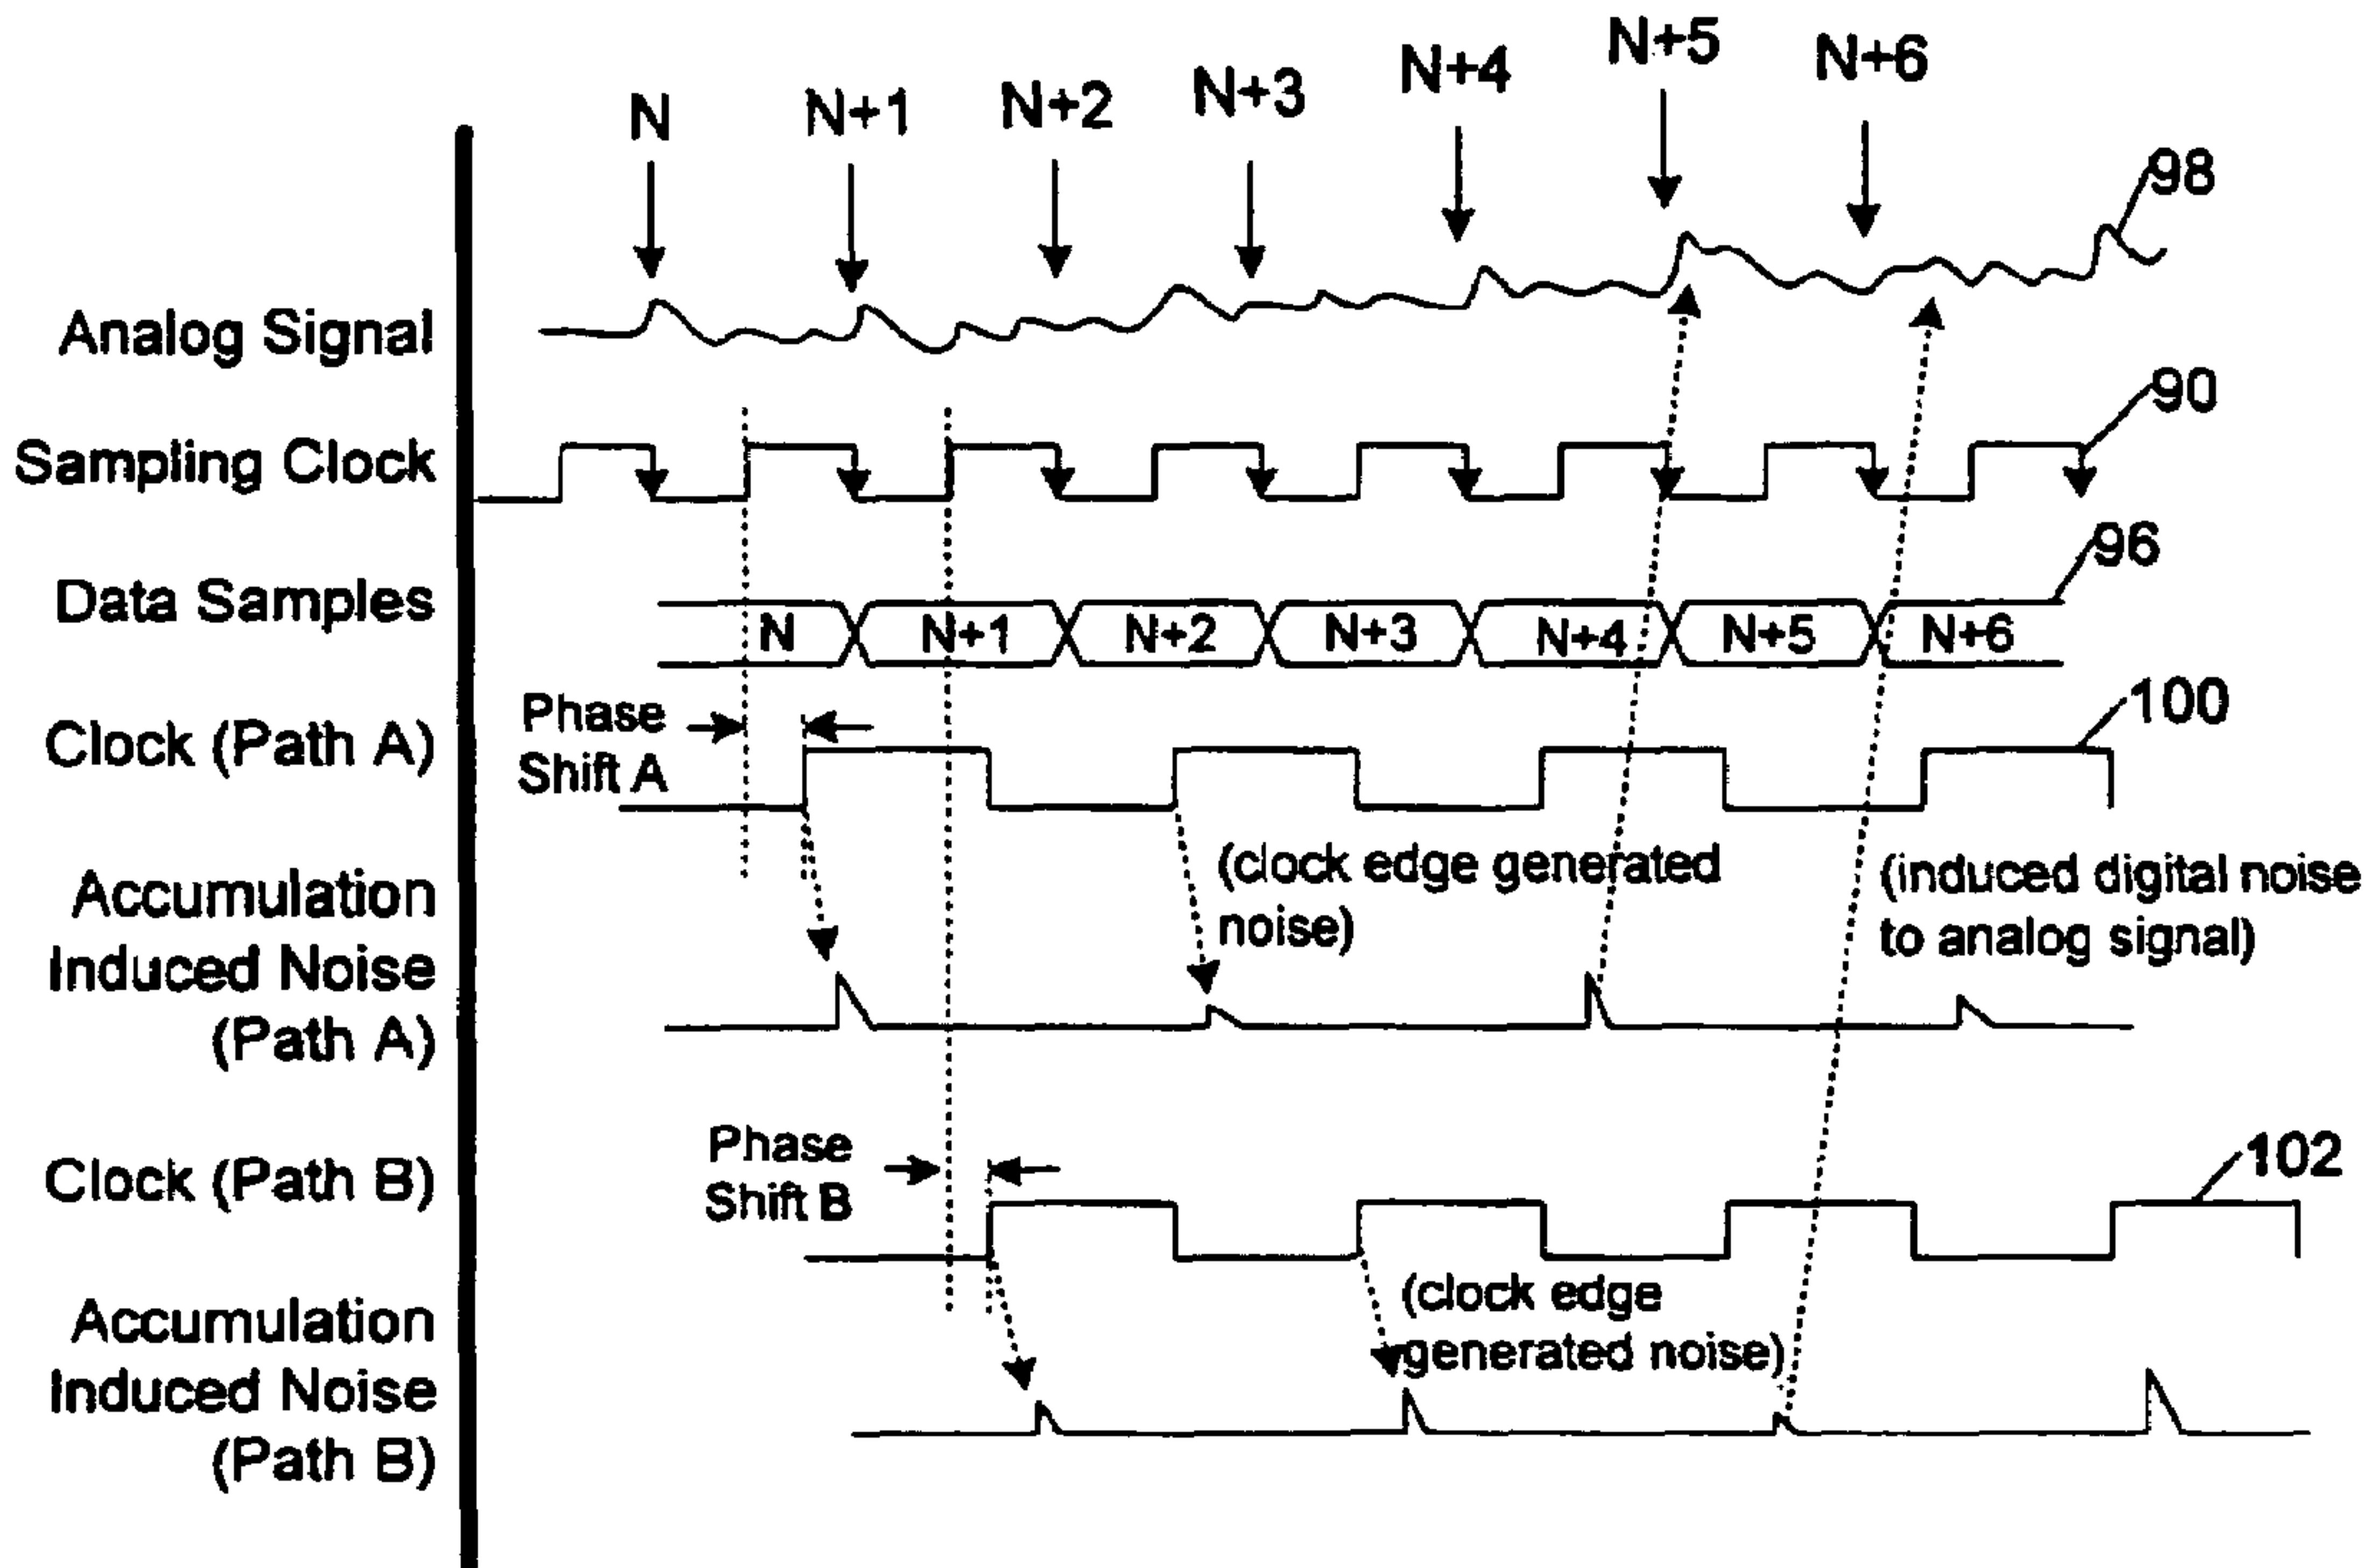 N
N+1
N+2
N+3
N+4
N+5
N+6
98
Analog Signal
90
Sampling Clock
96
Data Samples
N
N+1
N+2
N+3
N+4
N+5
N+6
Phase
Shift A
100
Clock (Path A)
(clock edge generated
noise)
(induced digital noise
to analog signal)
Accumulation
Induced Noise
(Path A)
Phase
Shift B
102
Clock (Path B)
(clock edge
generated noise)
Accumulation
Induced Noise
(Path B)